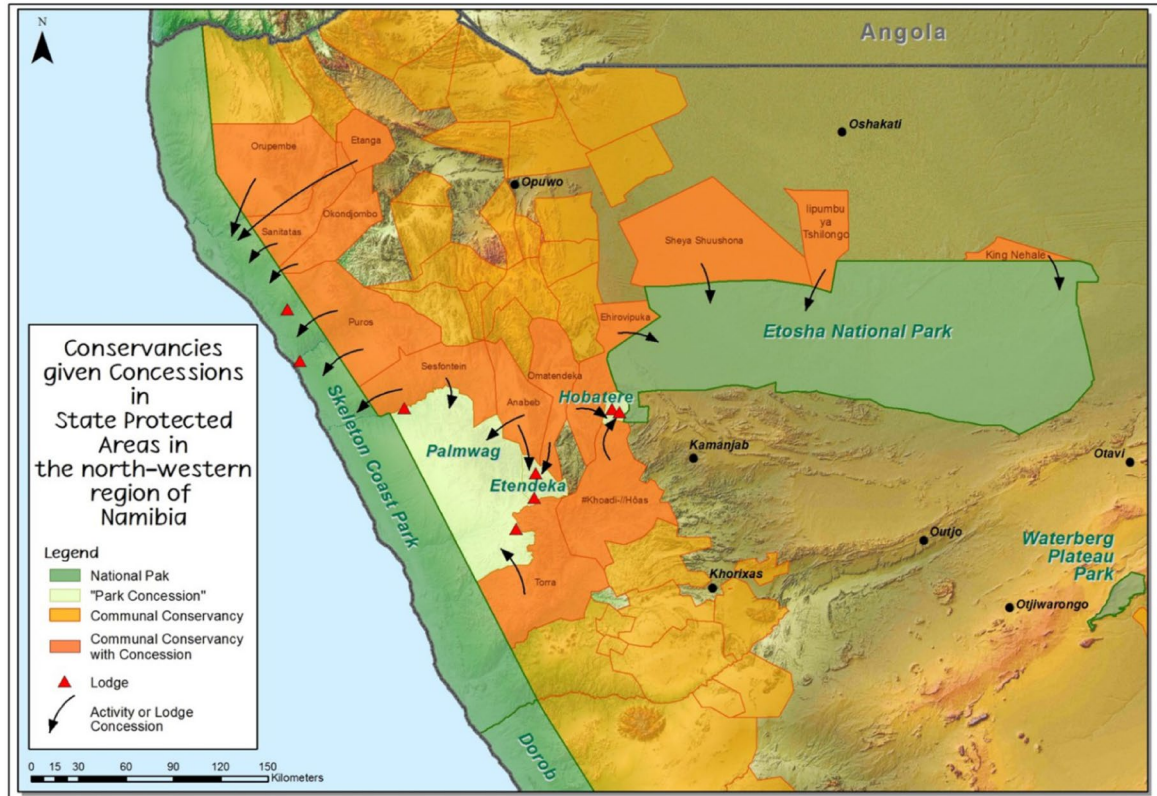 N
Angola
Oshakati
Etanga
Orupembe
Opuwo
Okondjombo
Iipumbu
ya
Tshilongo
Sanitatas
Sheya Shuushona
King Nehale
Puros
Ehirovipuka
Etosha National Park
Sesfontein
Omatendeka
Anabeb
Hobatere
Skeleton Coast Park
Palmwag
Kamanjab
Otavi
Etendeka
#Khoadi-//Hôas
Outjo
Waterberg
Plateau
Park
Torra
Khorixas
Otjiwarongo
Dorob
Conservancies
given Concessions
in
State Protected
Areas in
the north-western
region of
Namibia
Legend
National Pak
"Park Concession"
Communal Conservancy
Communal Conservancy
with Concession
Lodge
Activity or Lodge
Concession
0 15 30 60 90 120 150
Kilometers